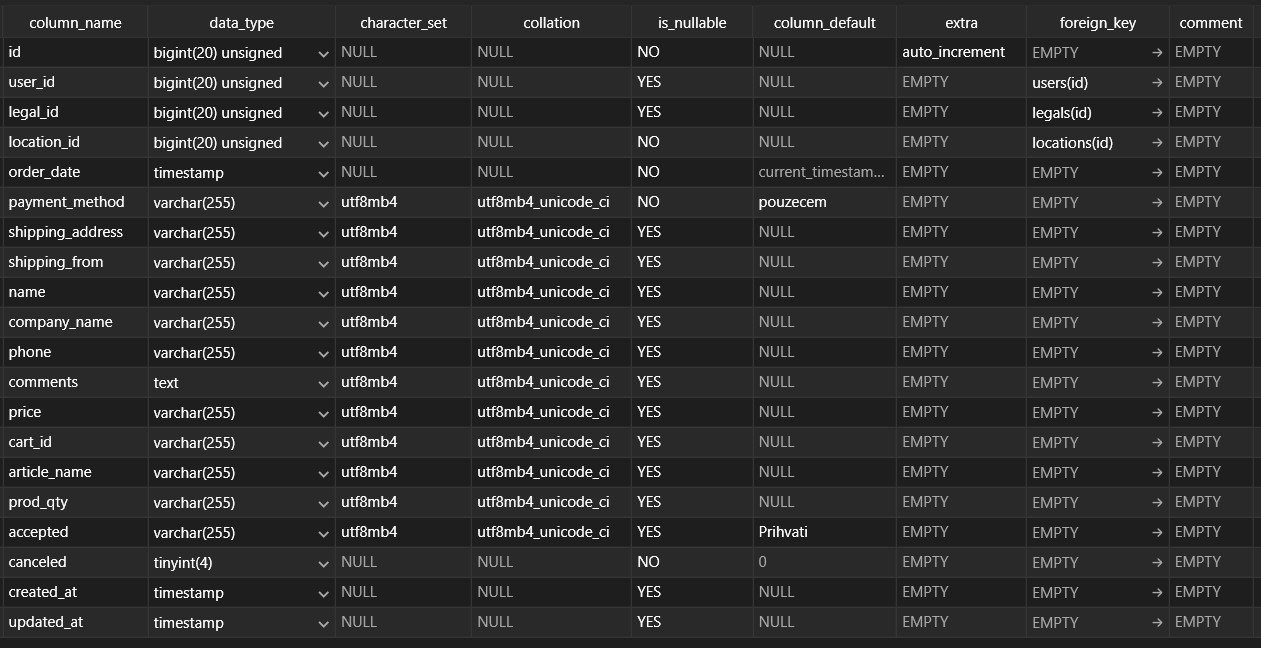 column_name data_type character_set collation is_nullable column_default extra foreign_key comment
id bigint(20) unsigned NULL NULL NO NULL auto_increment EMPTY → EMPTY
user_id bigint(20) unsigned NULL NULL YES NULL EMPTY users(id) → EMPTY
legal_id bigint(20) unsigned NULL NULL YES NULL EMPTY legals(id) → EMPTY
location_id bigint(20) unsigned NULL NULL NO NULL EMPTY locations(id) → EMPTY
order_date timestamp NULL NULL NO current_timestam... EMPTY EMPTY → EMPTY
payment_method varchar(255) utf8mb4 utf8mb4_unicode_ci NO pouzecem EMPTY EMPTY → EMPTY
shipping_address varchar(255) utf8mb4 utf8mb4_unicode_ci YES NULL EMPTY EMPTY → EMPTY
shipping_from varchar(255) utf8mb4 utf8mb4_unicode_ci YES NULL EMPTY EMPTY → EMPTY
name varchar(255) utf8mb4 utf8mb4_unicode_ci YES NULL EMPTY EMPTY → EMPTY
company_name varchar(255) utf8mb4 utf8mb4_unicode_ci YES NULL EMPTY EMPTY → EMPTY
phone varchar(255) utf8mb4 utf8mb4_unicode_ci YES NULL EMPTY EMPTY → EMPTY
comments text utf8mb4 utf8mb4_unicode_ci YES NULL EMPTY EMPTY → EMPTY
price varchar(255) utf8mb4 utf8mb4_unicode_ci YES NULL EMPTY EMPTY → EMPTY
cart_id varchar(255) utf8mb4 utf8mb4_unicode_ci YES NULL EMPTY EMPTY → EMPTY
article_name varchar(255) utf8mb4 utf8mb4_unicode_ci YES NULL EMPTY EMPTY → EMPTY
prod_qty varchar(255) utf8mb4 utf8mb4_unicode_ci YES NULL EMPTY EMPTY → EMPTY
accepted varchar(255) utf8mb4 utf8mb4_unicode_ci YES Prihvati EMPTY EMPTY → EMPTY
canceled tinyint(4) NULL NULL NO 0 EMPTY EMPTY → EMPTY
created_at timestamp NULL NULL YES NULL EMPTY EMPTY → EMPTY
updated_at timestamp NULL NULL YES NULL EMPTY EMPTY → EMPTY